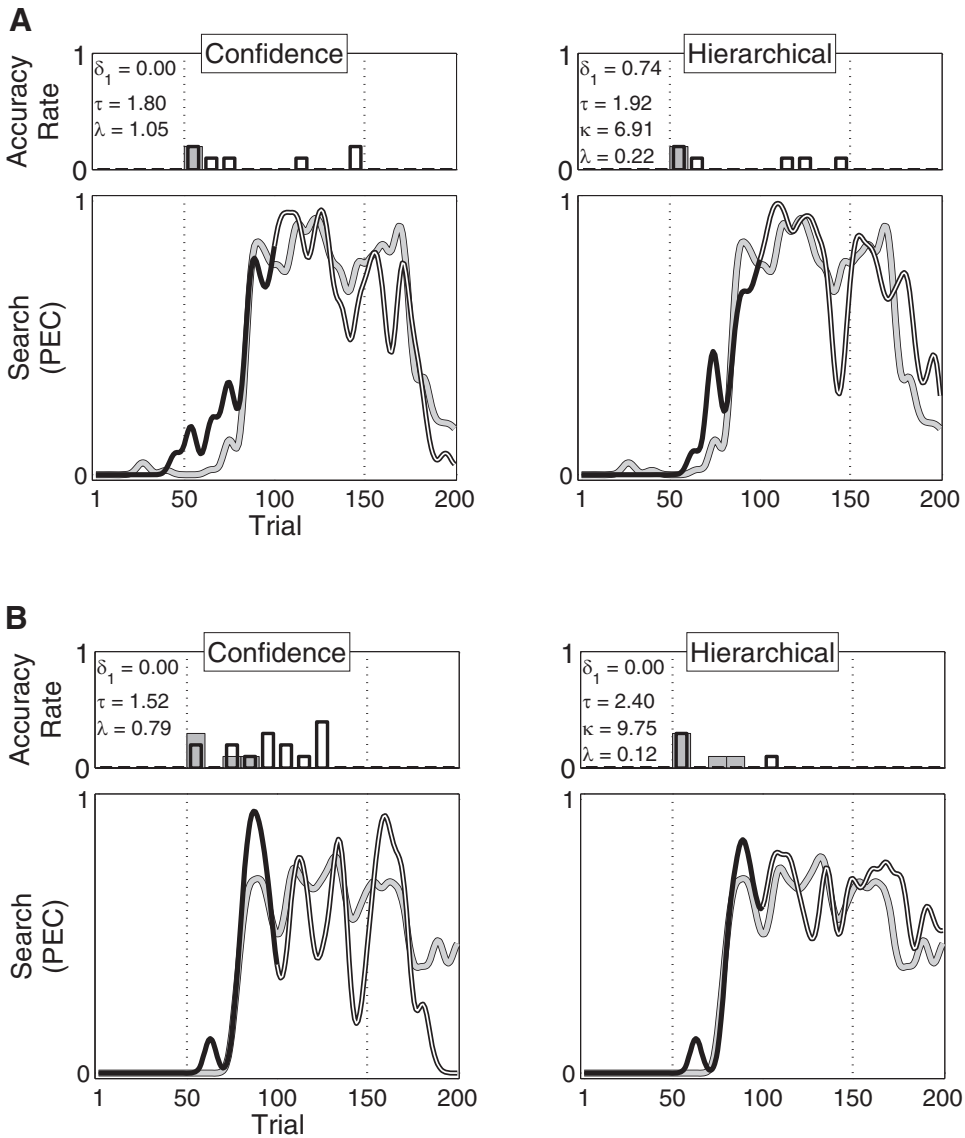 A
Confidence
Hierarchical
Accuracy
Rate
1
0
δ1 = 0.00
τ = 1.80
λ = 1.05
1
0
δ1 = 0.74
τ = 1.92
κ = 6.91
λ = 0.22
Search
(PEC)
1
0
1 50 100 150 200
Trial
1
0
1 50 100 150 200
B
Confidence
Hierarchical
Accuracy
Rate
1
0
δ1 = 0.00
τ = 1.52
λ = 0.79
1
0
δ1 = 0.00
τ = 2.40
κ = 9.75
λ = 0.12
Search
(PEC)
1
0
1 50 100 150 200
Trial
1
0
1 50 100 150 200